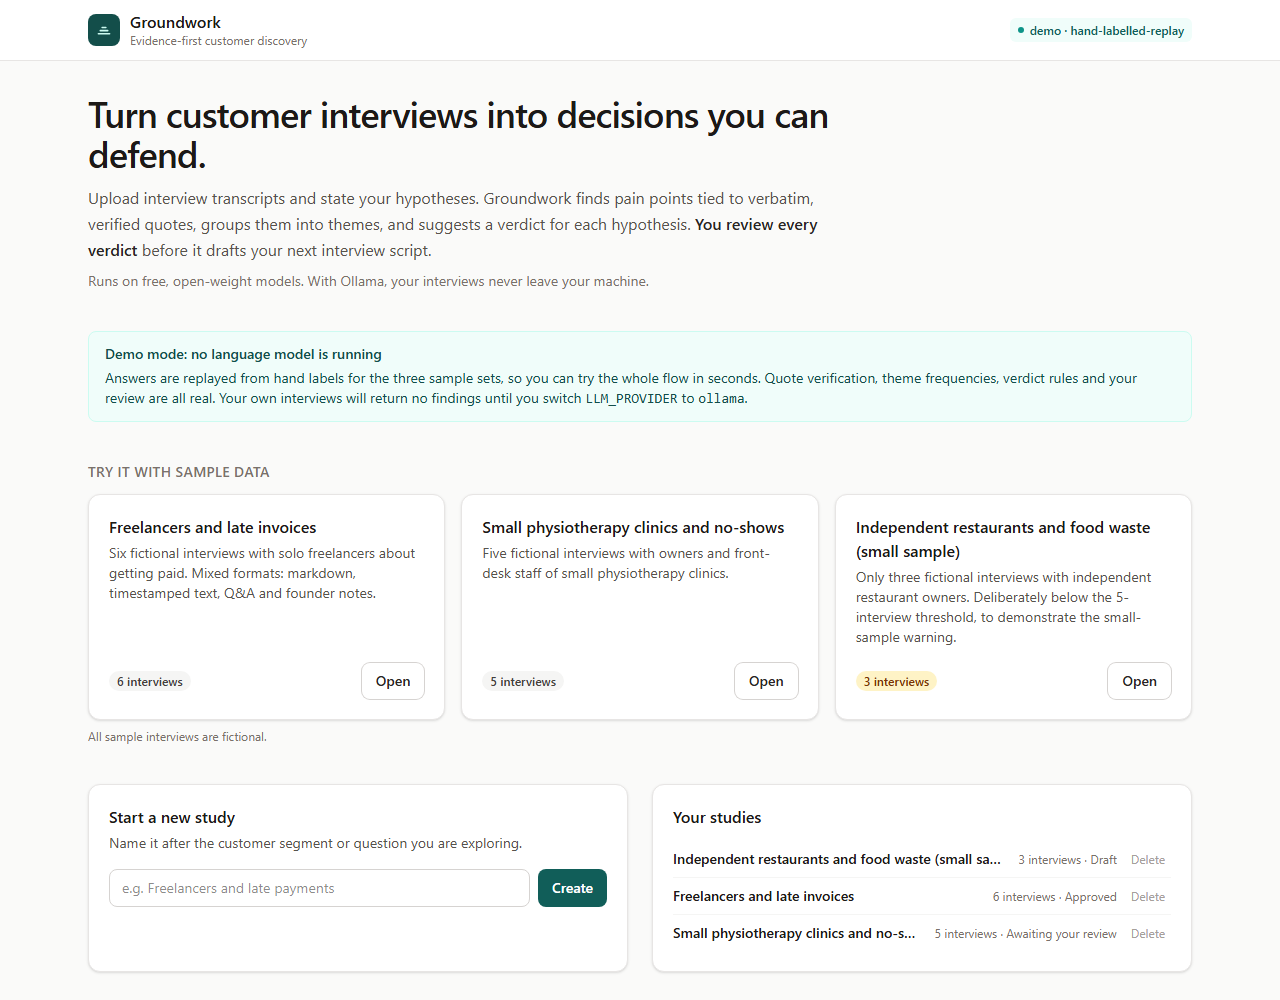 Groundwork
Evidence-first customer discovery
demo · hand-labelled-replay
Turn customer interviews into decisions you can
defend.
Upload interview transcripts and state your hypotheses. Groundwork finds pain points tied to verbatim,
verified quotes, groups them into themes, and suggests a verdict for each hypothesis. You review every
verdict before it drafts your next interview script.
Runs on free, open-weight models. With Ollama, your interviews never leave your machine.
Demo mode: no language model is running
Answers are replayed from hand labels for the three sample sets, so you can try the whole flow in seconds. Quote verification, theme frequencies, verdict rules and your
review are all real. Your own interviews will return no findings until you switch LLM_PROVIDER to ollama.
TRY IT WITH SAMPLE DATA
Freelancers and late invoices
Six fictional interviews with solo freelancers about
getting paid. Mixed formats: markdown,
timestamped text, Q&A and founder notes.
6 interviews
Open
Small physiotherapy clinics and no-shows
Five fictional interviews with owners and front-
desk staff of small physiotherapy clinics.
5 interviews
Open
Independent restaurants and food waste
(small sample)
Only three fictional interviews with independent
restaurant owners. Deliberately below the 5-
interview threshold, to demonstrate the small-
sample warning.
3 interviews
Open
All sample interviews are fictional.
Start a new study
Name it after the customer segment or question you are exploring.
e.g. Freelancers and late payments
Create
Your studies
Independent restaurants and food waste (small sa... 3 interviews · Draft Delete
Freelancers and late invoices 6 interviews · Approved Delete
Small physiotherapy clinics and no-s... 5 interviews · Awaiting your review Delete